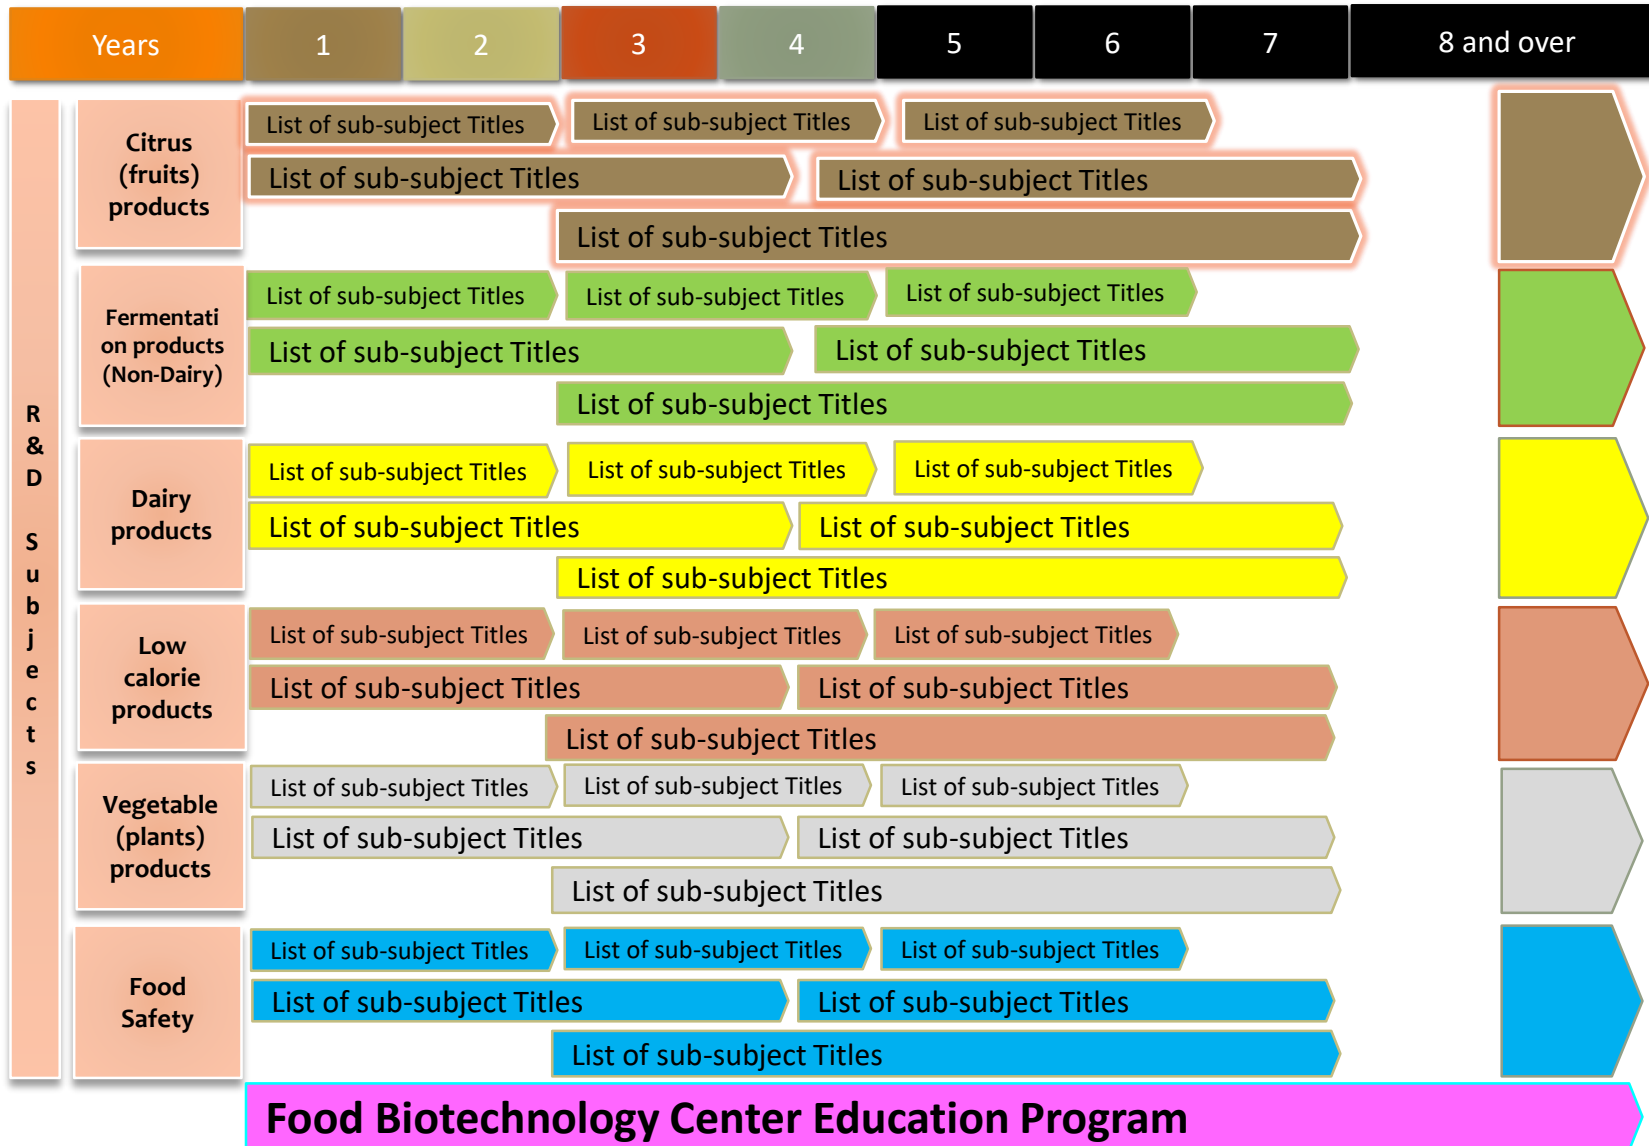 Years 1 2 3 4 5 6 7 8 and over
R
&
D
S
u
b
j
e
c
t
s
Citrus
(fruits)
products
List of sub-subject Titles List of sub-subject Titles List of sub-subject Titles
List of sub-subject Titles List of sub-subject Titles
List of sub-subject Titles
Fermentati
on products
(Non-Dairy)
List of sub-subject Titles List of sub-subject Titles List of sub-subject Titles
List of sub-subject Titles List of sub-subject Titles
List of sub-subject Titles
Dairy
products
List of sub-subject Titles List of sub-subject Titles List of sub-subject Titles
List of sub-subject Titles List of sub-subject Titles
List of sub-subject Titles
Low
calorie
products
List of sub-subject Titles List of sub-subject Titles List of sub-subject Titles
List of sub-subject Titles List of sub-subject Titles
List of sub-subject Titles
Vegetable
(plants)
products
List of sub-subject Titles List of sub-subject Titles List of sub-subject Titles
List of sub-subject Titles List of sub-subject Titles
List of sub-subject Titles
Food
Safety
List of sub-subject Titles List of sub-subject Titles List of sub-subject Titles
List of sub-subject Titles List of sub-subject Titles
List of sub-subject Titles
Food Biotechnology Center Education Program